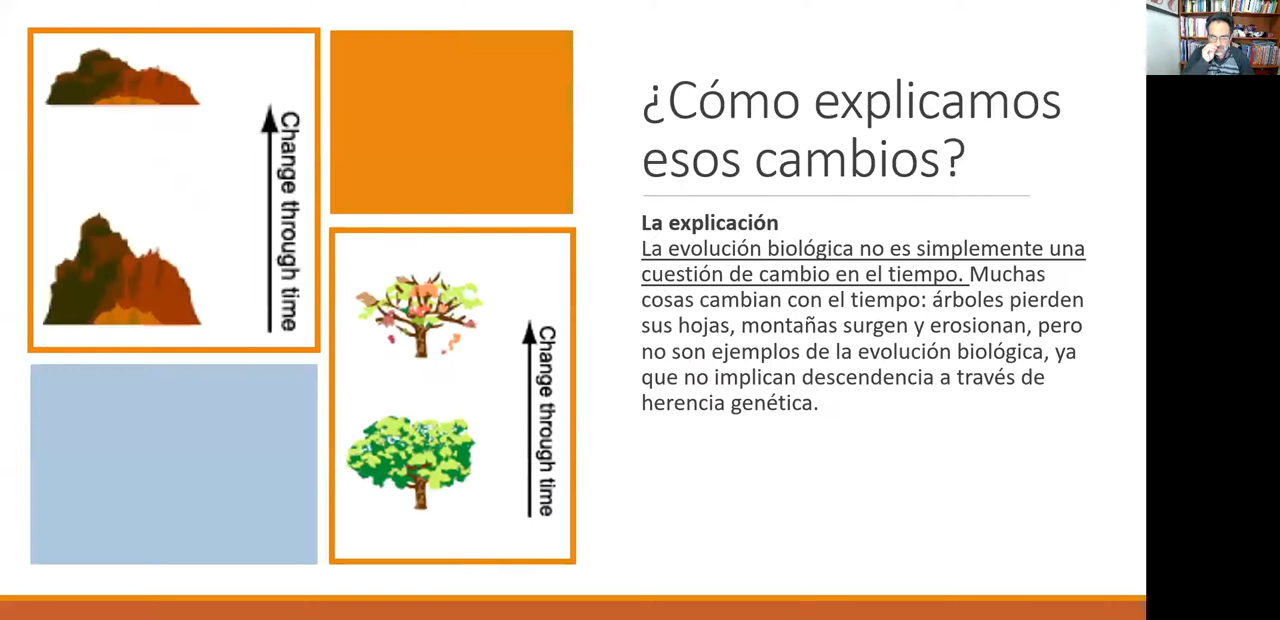 Change through time
Change through time
¿Cómo explicamos
esos cambios?
La explicación
La evolución biológica no es simplemente una
cuestión de cambio en el tiempo. Muchas
cosas cambian con el tiempo: árboles pierden
sus hojas, montañas surgen y erosionan, pero
no son ejemplos de la evolución biológica, ya
que no implican descendencia a través de
herencia genética.